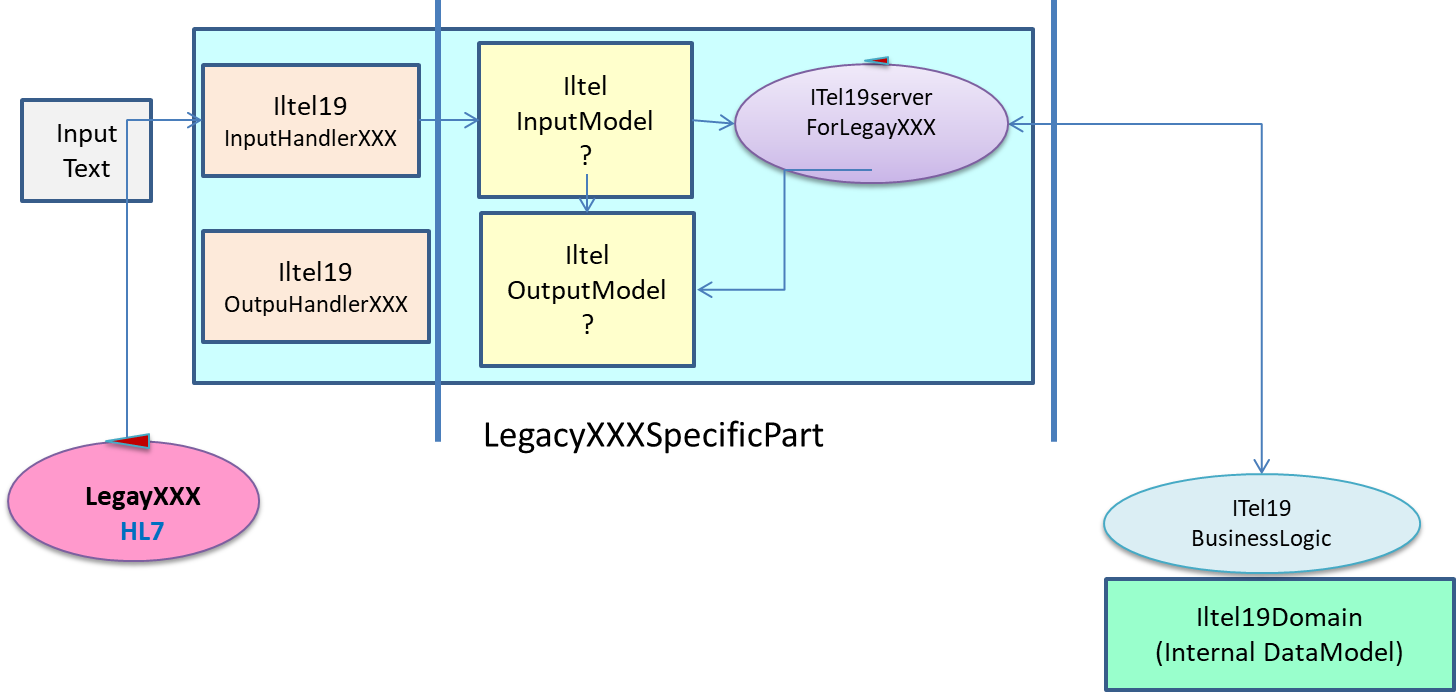 Input
Text
Iltel19
InputHandlerXXX
Iltel
InputModel
?
ITel19server
ForLegayXXX
Iltel19
OutpuHandlerXXX
Iltel
OutputModel
?
LegacyXXXSpecificPart
LegayXXX
HL7
ITel19
BusinessLogic
Iltel19Domain
(Internal DataModel)